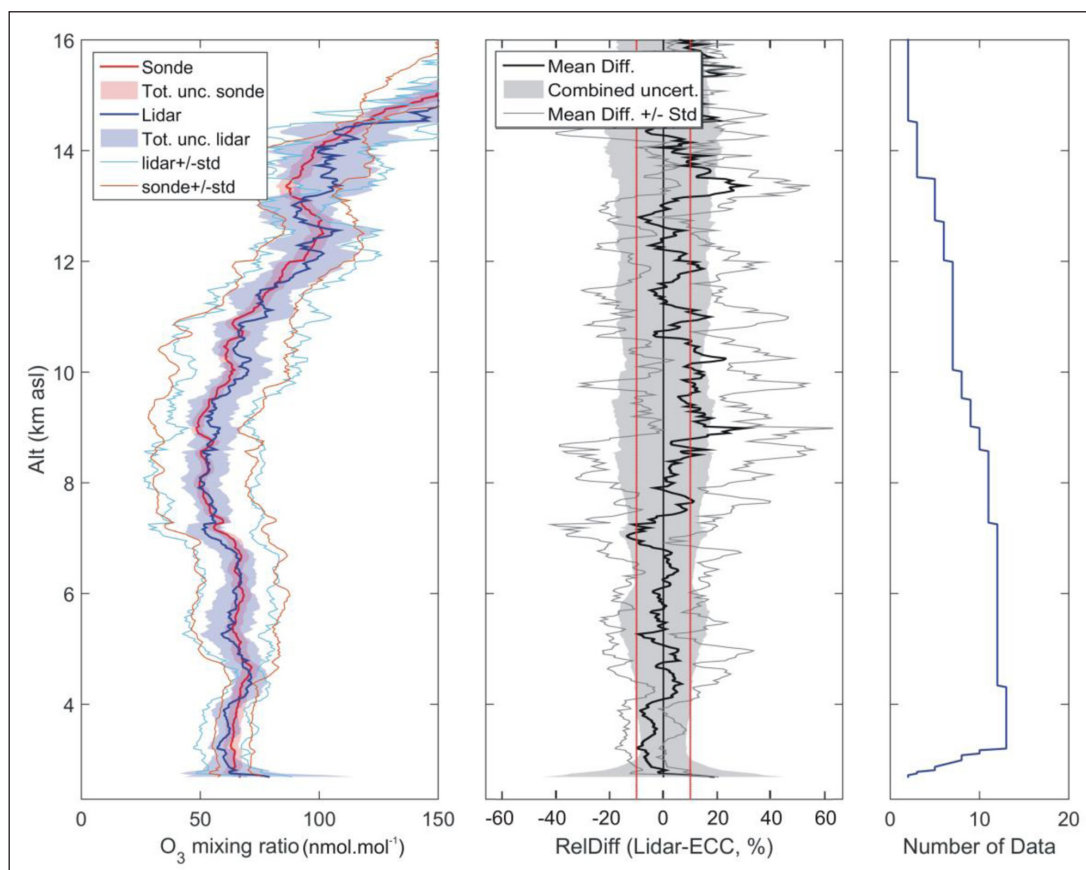 16
14
12
10
8
6
4
Alt (km asl)
Sonde
Tot. unc. sonde
Lidar
Tot. unc. lidar
lidar+/-std
sonde+/-std
0 50 100 150
O₃ mixing ratio (nmol.mol⁻¹)
Mean Diff.
Combined uncert.
Mean Diff. +/- Std
-60 -40 -20 0 20 40 60
RelDiff (Lidar-ECC, %)
0 10 20
Number of Data